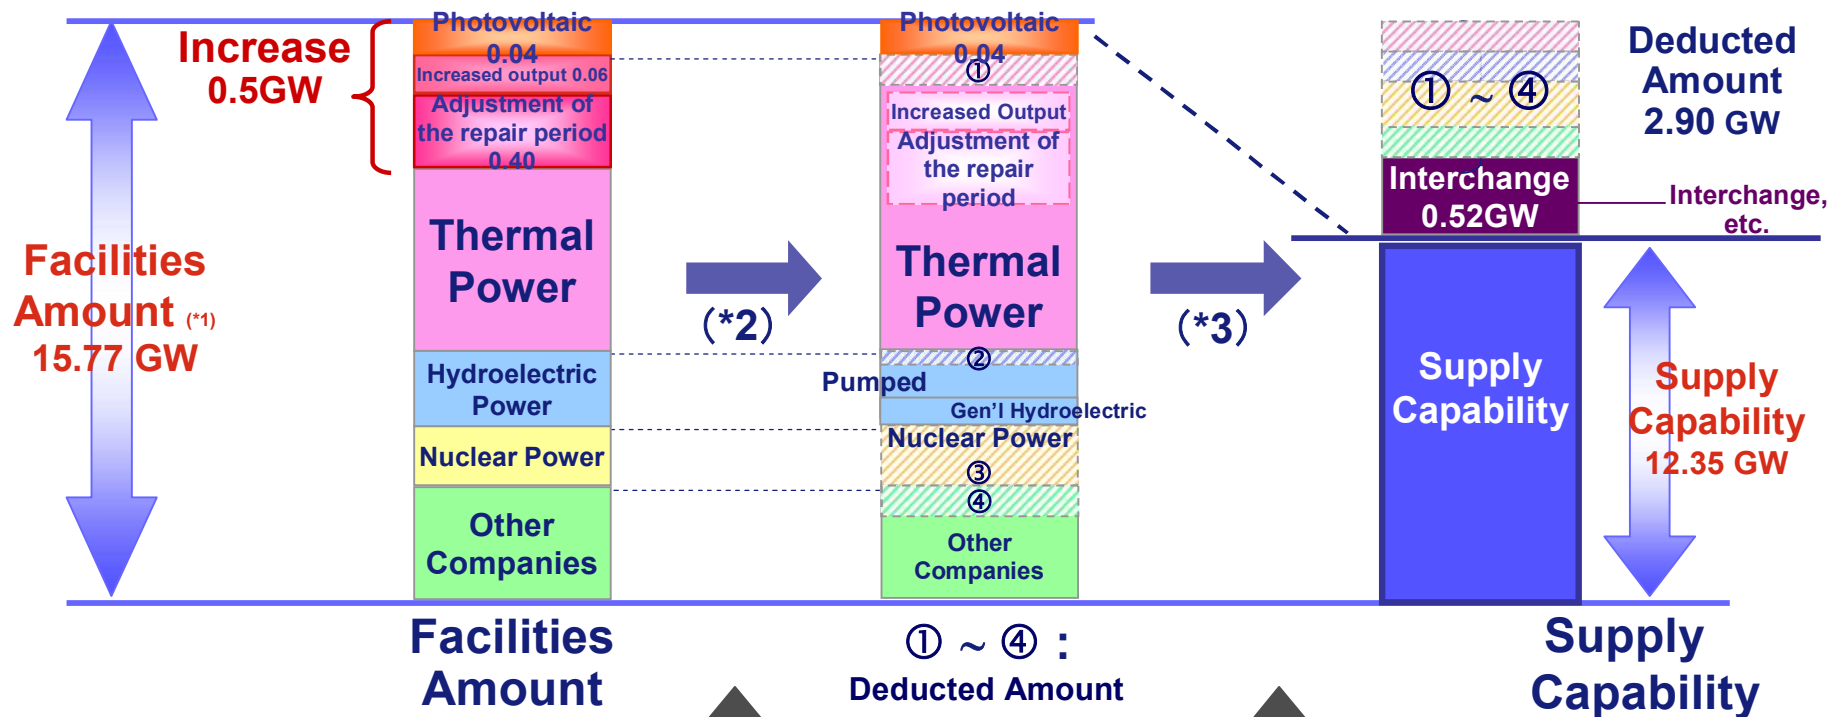 Increase
0.5GW
Facilities
Amount (*1)
15.77 GW
Photovoltaic
0.04
Increased output 0.06
Adjustment of
the repair period
0.40
Thermal
Power
Hydroelectric
Power
Nuclear Power
Other
Companies
Facilities
Amount
(*2)
Photovoltaic
0.04
①
Increased Output
Adjustment of
the repair
period
Thermal
Power
②
Pumped
Gen'l Hydroelectric
Nuclear Power
③
④
Other
Companies
① ~ ④ :
Deducted Amount
(*3)
① ~ ④
Deducted
Amount
2.90 GW
Interchange
0.52GW
Interchange,
etc.
Supply
Capability
Supply
Capability
12.35 GW
Supply
Capability